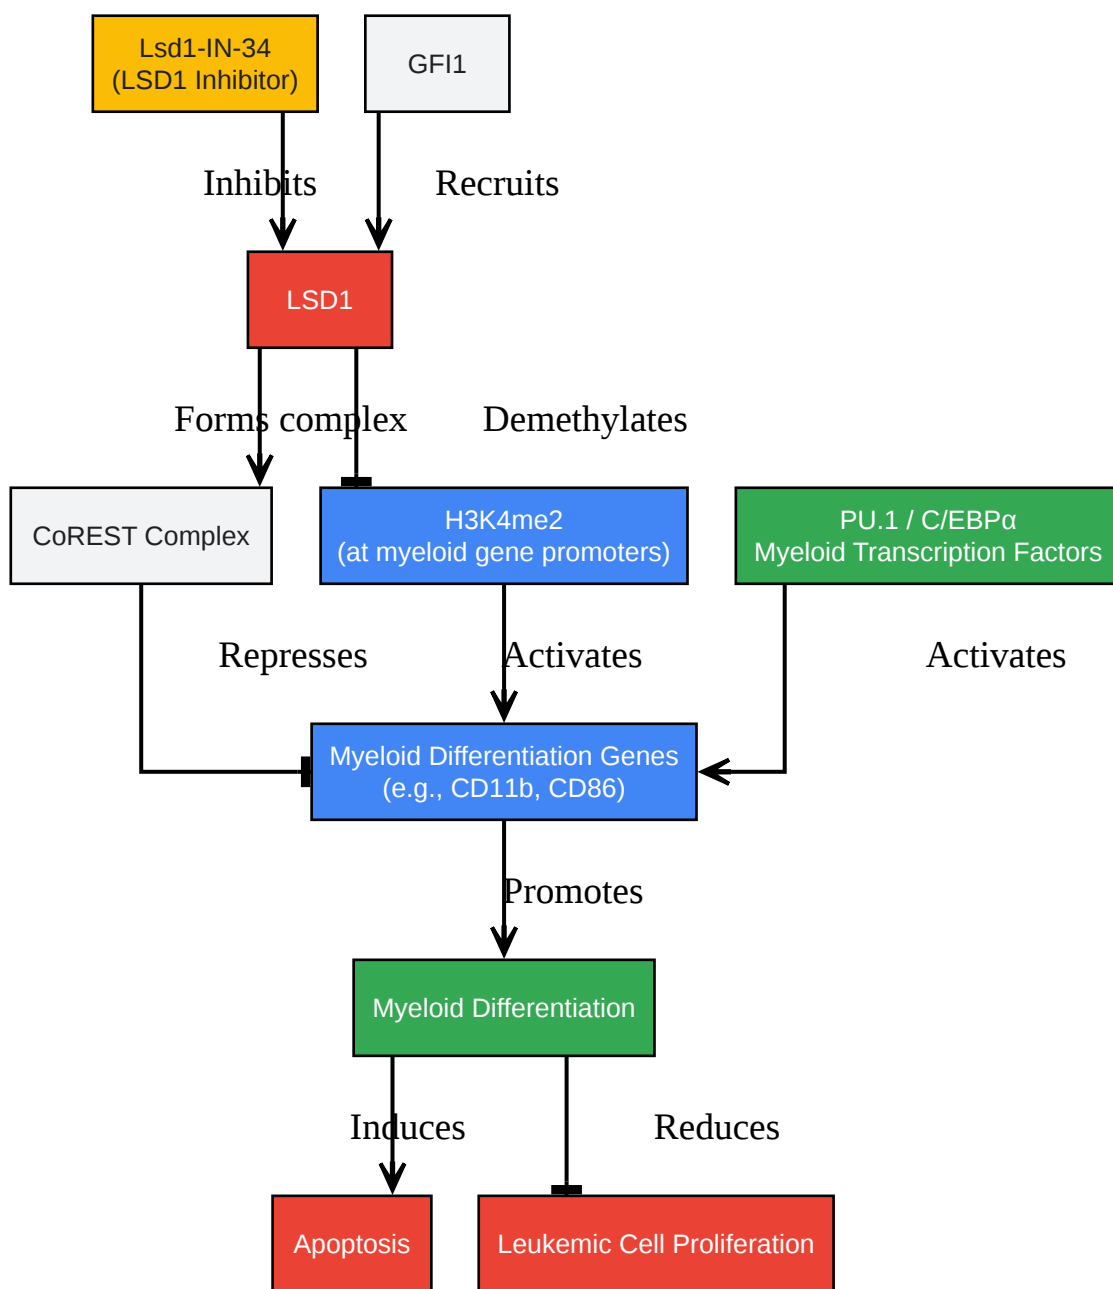 Lsd1-IN-34
(LSD1 Inhibitor)
GFI1
Inhibits
Recruits
LSD1
Forms complex
Demethylates
CoREST Complex
H3K4me2
(at myeloid gene promoters)
PU.1 / C/EBPα
Myeloid Transcription Factors
Represses
Activates
Activates
Myeloid Differentiation Genes
(e.g., CD11b, CD86)
Promotes
Myeloid Differentiation
Induces
Reduces
Apoptosis
Leukemic Cell Proliferation